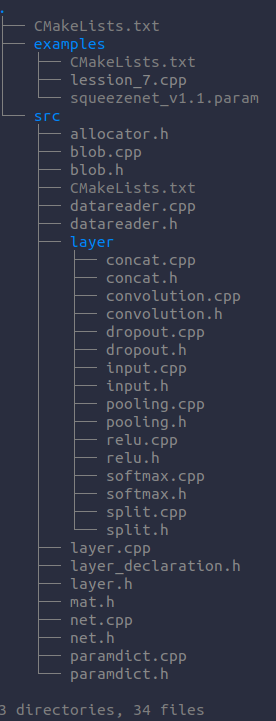 .
├── CMakeLists.txt
├── examples
│   ├── CMakeLists.txt
│   ├── lession_7.cpp
│   └── squeezenet_v1.1.param
└── src
    ├── allocator.h
    ├── blob.cpp
    ├── blob.h
    ├── CMakeLists.txt
    ├── datareader.cpp
    ├── datareader.h
    ├── layer
    │   ├── concat.cpp
    │   ├── concat.h
    │   ├── convolution.cpp
    │   ├── convolution.h
    │   ├── dropout.cpp
    │   ├── dropout.h
    │   ├── input.cpp
    │   ├── input.h
    │   ├── pooling.cpp
    │   ├── pooling.h
    │   ├── relu.cpp
    │   ├── relu.h
    │   ├── softmax.cpp
    │   ├── softmax.h
    │   ├── split.cpp
    │   └── split.h
    ├── layer.cpp
    ├── layer_declaration.h
    ├── layer.h
    ├── mat.h
    ├── net.cpp
    ├── net.h
    ├── paramdict.cpp
    └── paramdict.h
3 directories, 34 files